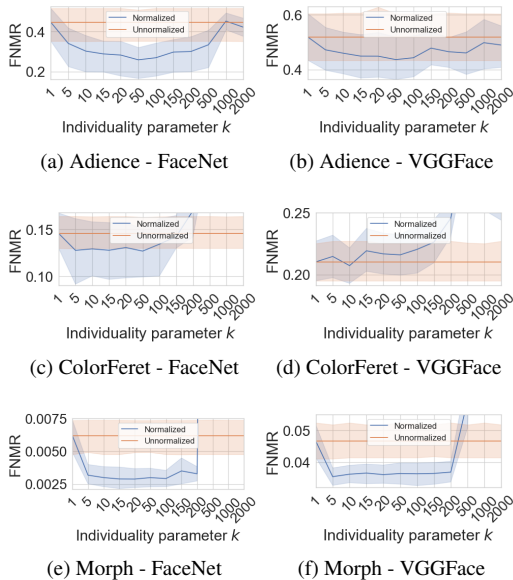 FNMR
0.4
0.2
Normalized
Unnormalized
1
5
10
15
20
50
100
150
200
500
1000
2000
Individuality parameter k
(a) Adience - FaceNet
FNMR
0.6
0.4
Normalized
Unnormalized
1
5
10
15
20
50
100
150
200
500
1000
2000
Individuality parameter k
(b) Adience - VGGFace
FNMR
0.15
0.10
Normalized
Unnormalized
1
5
10
15
20
50
100
150
200
500
1000
2000
Individuality parameter k
(c) ColorFeret - FaceNet
FNMR
0.25
0.20
Normalized
Unnormalized
1
5
10
15
20
50
100
150
200
500
1000
2000
Individuality parameter k
(d) ColorFeret - VGGFace
FNMR
0.0075
0.0050
0.0025
Normalized
Unnormalized
1
5
10
15
20
50
100
150
200
500
1000
2000
Individuality parameter k
(e) Morph - FaceNet
FNMR
0.05
0.04
Normalized
Unnormalized
1
5
10
15
20
50
100
150
200
500
1000
2000
Individuality parameter k
(f) Morph - VGGFace